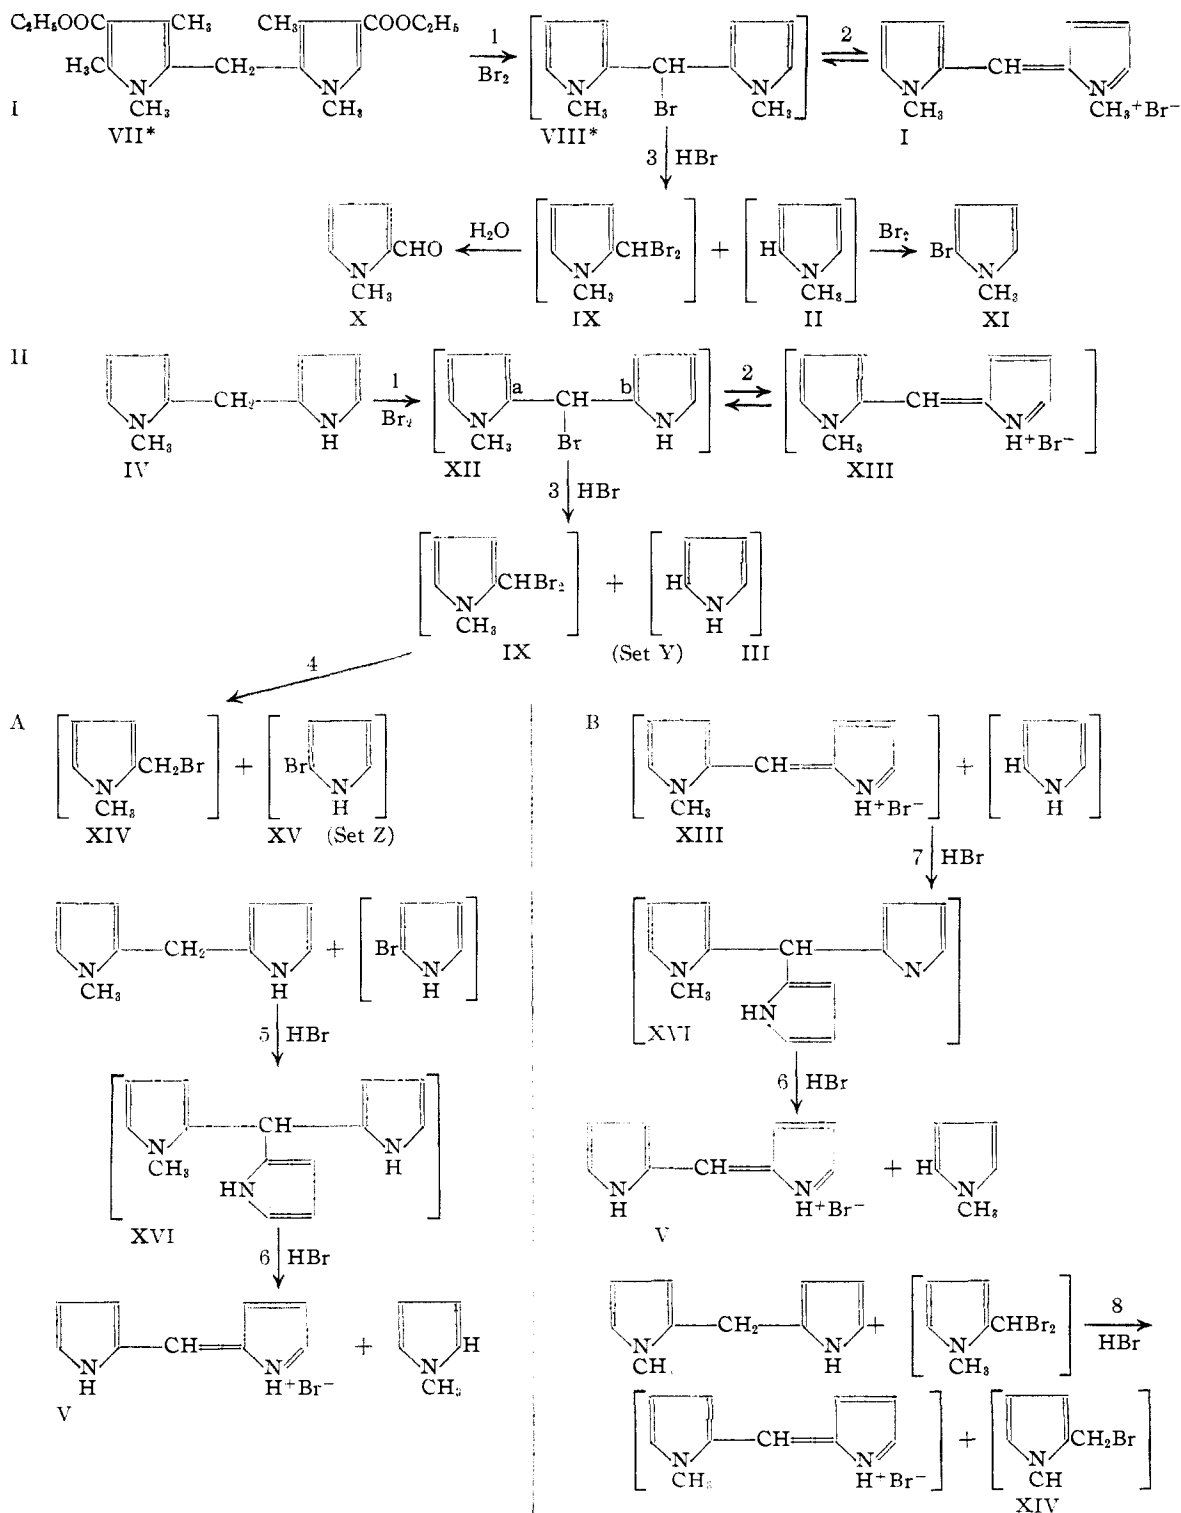 C₂H₅OOC CH₃ CH₃ COOC₂H₅
H₃C N CH₂ N
CH₃ CH₃
I VII*
1
Br₂
N CH N
CH₃ Br CH₃
VIII*
2
N CH N
CH₃ CH₃⁺Br⁻
I
3 HBr
N CHO
CH₃
X
H₂O
N CHBr₂
CH₃
IX
+
H N
CH₃
II
Br₂
Br N
CH₃
XI
II
N CH₂ N
CH₃ H
IV
1
Br₂
a b
N CH N
CH₃ Br H
XII
2
N CH N
CH₃ H⁺Br⁻
XIII
3 HBr
N CHBr₂
CH₃
IX
+
H N
H
(Set Y) III
4
A
N CH₂Br
CH₃
XIV
+
Br N
H
XV (Set Z)
N CH₂ N
CH₃ H
+
Br N
H
5 HBr
N CH N
CH₃ H
HN
XVI
6 HBr
N CH N
H H⁺Br⁻
V
+
N H
CH₃
B
N CH N
CH₃ H⁺Br⁻
XIII
+
H N
H
7 HBr
N CH N
CH₃
HN
XVI
6 HBr
N CH N
H H⁺Br⁻
V
+
H N
CH₃
N CH₂ N
CH H
+
N CHBr₂
CH₃
8
HBr
N CH N
CH₃ H⁺Br⁻
+
N CH₂Br
CH
XIV